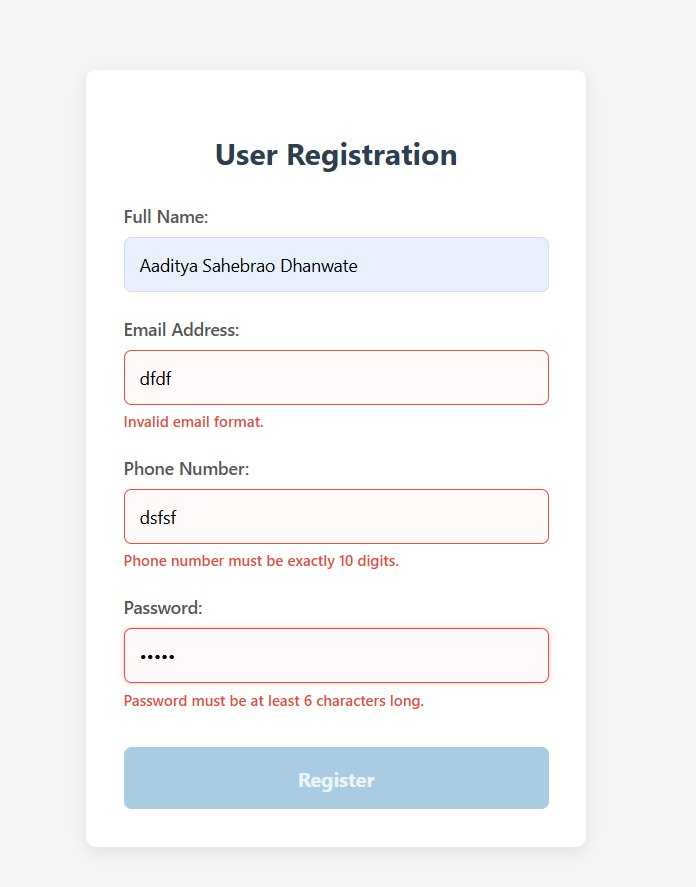 User Registration
Full Name:
Aaditya Sahebrao Dhanwate
Email Address:
dfdf
Invalid email format.
Phone Number:
dsfsf
Phone number must be exactly 10 digits.
Password:
•••••
Password must be at least 6 characters long.
Register